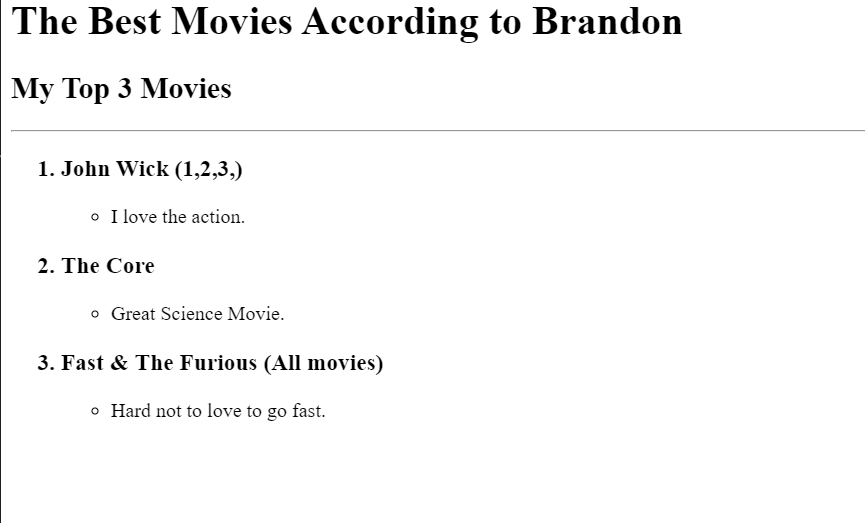 The Best Movies According to Brandon
My Top 3 Movies
1. John Wick (1,2,3,)
I love the action.
2. The Core
Great Science Movie.
3. Fast & The Furious (All movies)
Hard not to love to go fast.